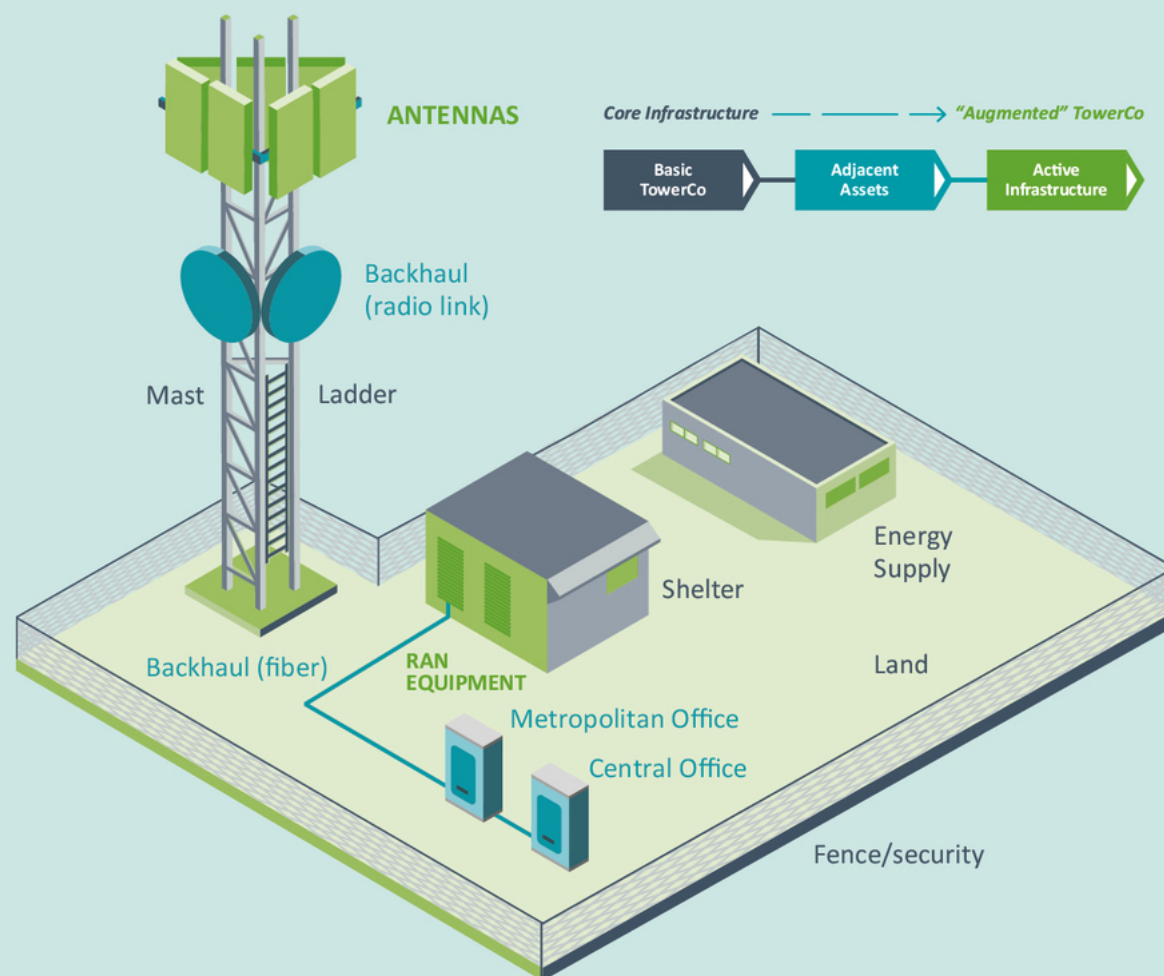 ANTENNAS
Core Infrastructure
“Augmented” TowerCo
Basic
TowerCo
Adjacent
Assets
Active
Infrastructure
Backhaul
(radio link)
Mast
Ladder
Energy
Supply
Shelter
Backhaul (fiber)
RAN
EQUIPMENT
Land
Metropolitan Office
Central Office
Fence/security